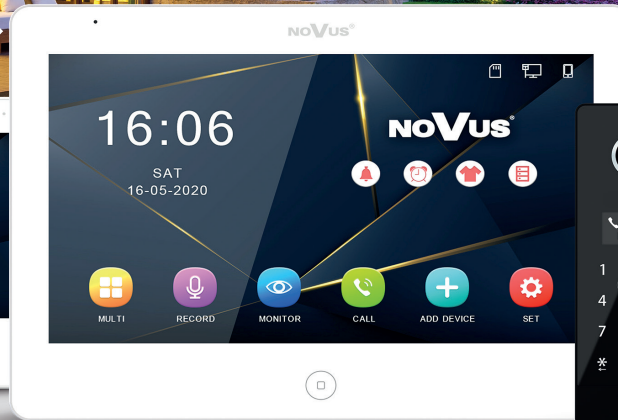 NOVUS®
16:06
SAT
16-05-2020
NOVUS®
MULTI
RECORD
MONITOR
CALL
ADD DEVICE
SET
1
4
7
*